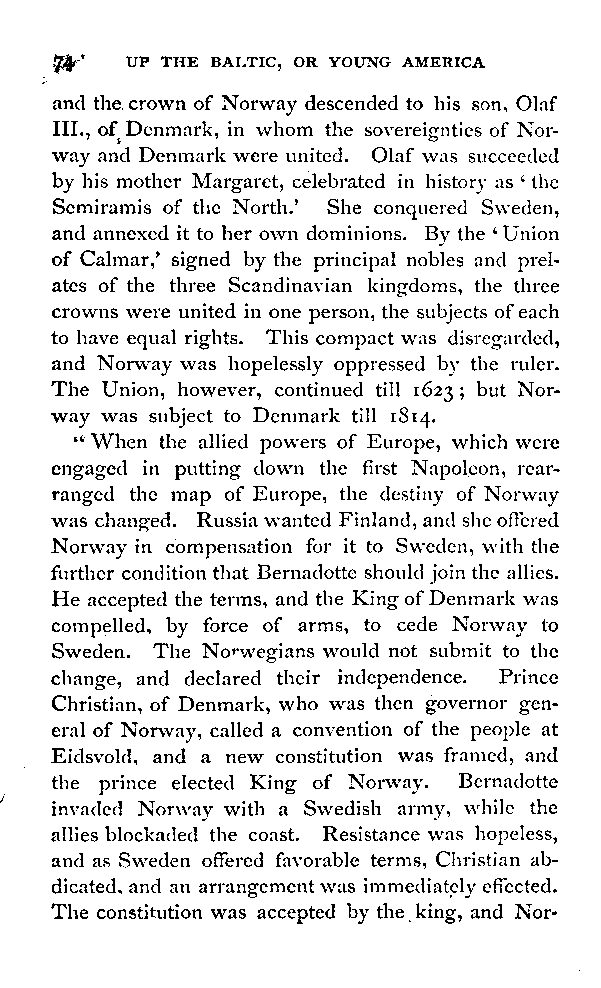 74 UP THE BALTIC, OR YOUNG AMERICA
and the crown of Norway descended to his son, Olaf
III., of Denmark, in whom the sovereignties of Nor-
way and Denmark were united. Olaf was succeeded
by his mother Margaret, celebrated in history as ‘ the
Semiramis of the North.’ She conquered Sweden,
and annexed it to her own dominions. By the ‘ Union
of Calmar,’ signed by the principal nobles and prel-
ates of the three Scandinavian kingdoms, the three
crowns were united in one person, the subjects of each
to have equal rights. This compact was disregarded,
and Norway was hopelessly oppressed by the ruler.
The Union, however, continued till 1623 ; but Nor-
way was subject to Denmark till 1814.
“ When the allied powers of Europe, which were
engaged in putting down the first Napoleon, rear-
ranged the map of Europe, the destiny of Norway
was changed. Russia wanted Finland, and she offered
Norway in compensation for it to Sweden, with the
further condition that Bernadotte should join the allies.
He accepted the terms, and the King of Denmark was
compelled, by force of arms, to cede Norway to
Sweden. The Norwegians would not submit to the
change, and declared their independence. Prince
Christian, of Denmark, who was then governor gen-
eral of Norway, called a convention of the people at
Eidsvold, and a new constitution was framed, and
the prince elected King of Norway. Bernadotte
invaded Norway with a Swedish army, while the
allies blockaded the coast. Resistance was hopeless,
and as Sweden offered favorable terms, Christian ab-
dicated, and an arrangement was immediately effected.
The constitution was accepted by the king, and Nor-